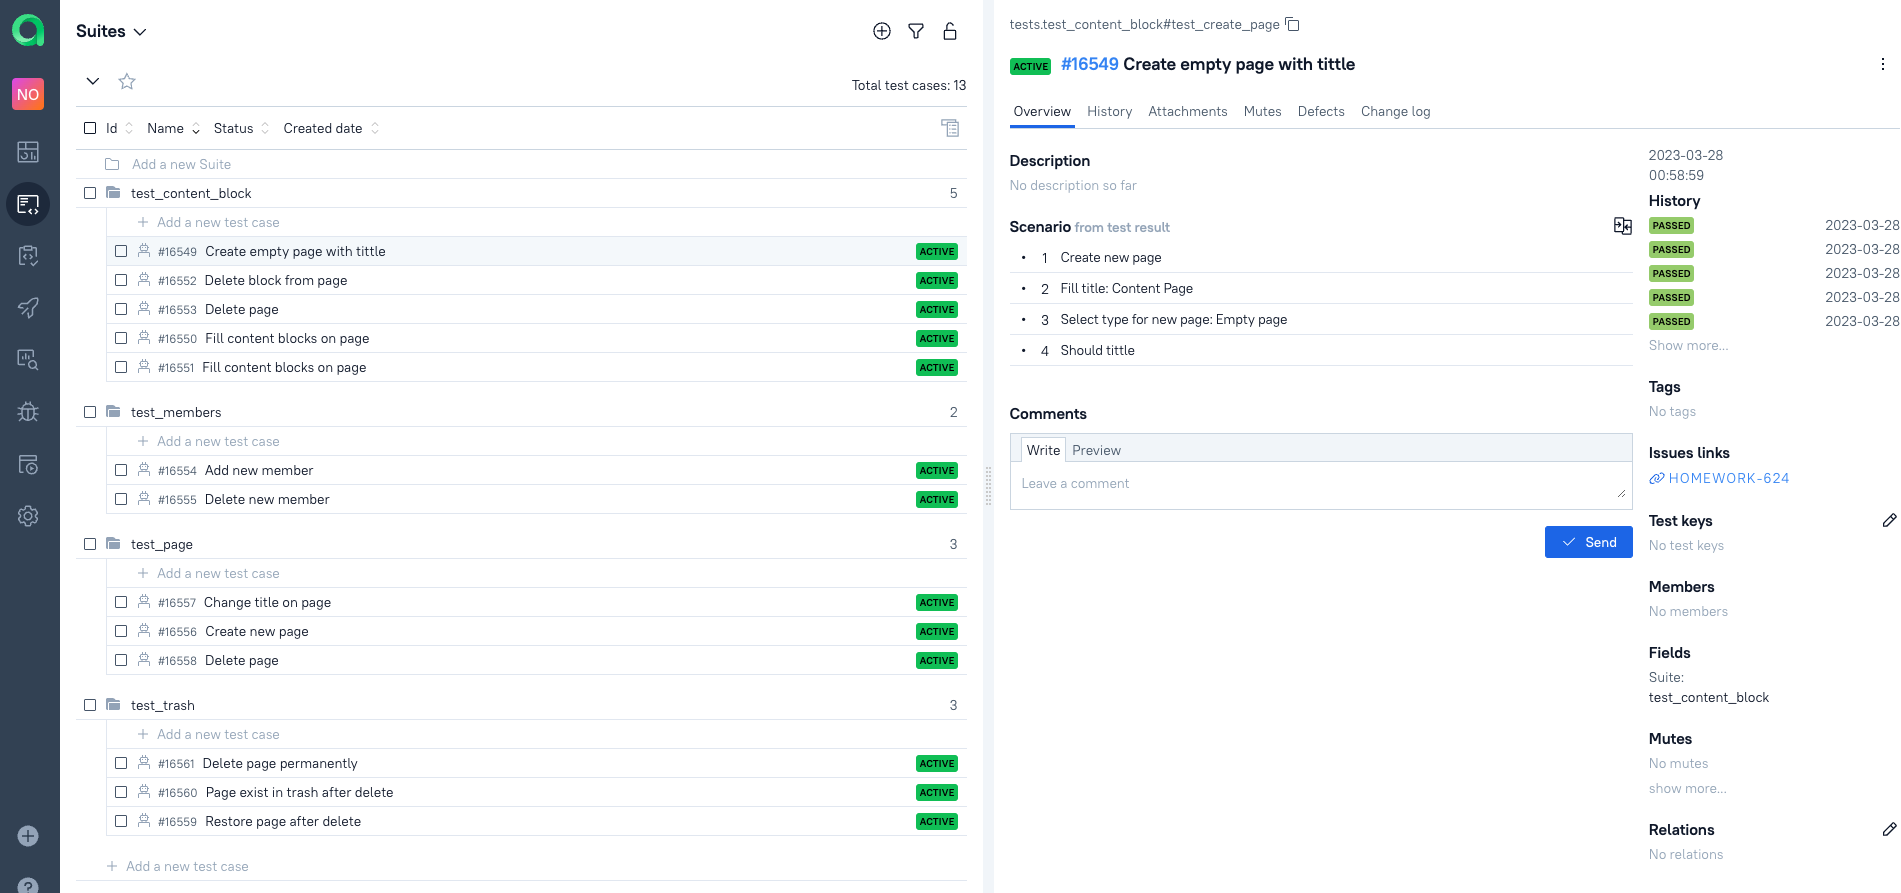 NO
Suites
Total test cases: 13
Id Name Status Created date
Add a new Suite
test_content_block 5
Add a new test case
#16549 Create empty page with tittle ACTIVE
#16552 Delete block from page ACTIVE
#16553 Delete page ACTIVE
#16550 Fill content blocks on page ACTIVE
#16551 Fill content blocks on page ACTIVE
test_members 2
Add a new test case
#16554 Add new member ACTIVE
#16555 Delete new member ACTIVE
test_page 3
Add a new test case
#16557 Change title on page ACTIVE
#16556 Create new page ACTIVE
#16558 Delete page ACTIVE
test_trash 3
Add a new test case
#16561 Delete page permanently ACTIVE
#16560 Page exist in trash after delete ACTIVE
#16559 Restore page after delete ACTIVE
Add a new test case
tests.test_content_block#test_create_page
ACTIVE #16549 Create empty page with tittle
Overview History Attachments Mutes Defects Change log
Description
No description so far
Scenario from test result
1 Create new page
2 Fill title: Content Page
3 Select type for new page: Empty page
4 Should tittle
Comments
Write Preview
Leave a comment
Send
2023-03-28
00:58:59
History
PASSED 2023-03-28
PASSED 2023-03-28
PASSED 2023-03-28
PASSED 2023-03-28
PASSED 2023-03-28
Show more...
Tags
No tags
Issues links
HOMEWORK-624
Test keys
No test keys
Members
No members
Fields
Suite:
test_content_block
Mutes
No mutes
show more...
Relations
No relations